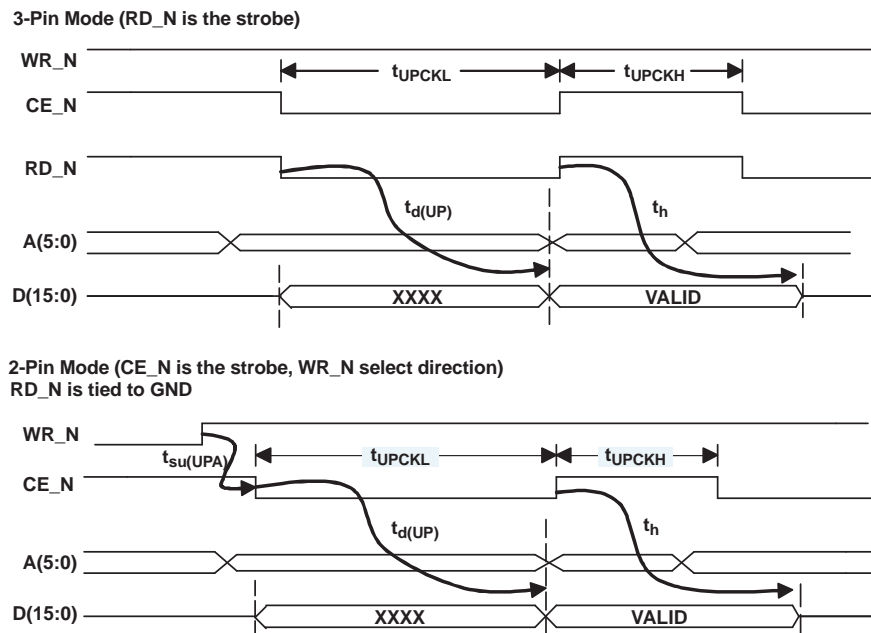 3-Pin Mode (RD_N is the strobe)
WR_N
tUPCKL
tUPCKH
CE_N
RD_N
td(UP)
th
A(5:0)
D(15:0)
XXXX
VALID
2-Pin Mode (CE_N is the strobe, WR_N select direction)
RD_N is tied to GND
WR_N
tsu(UPA)
tUPCKL
tUPCKH
CE_N
td(UP)
th
A(5:0)
D(15:0)
XXXX
VALID